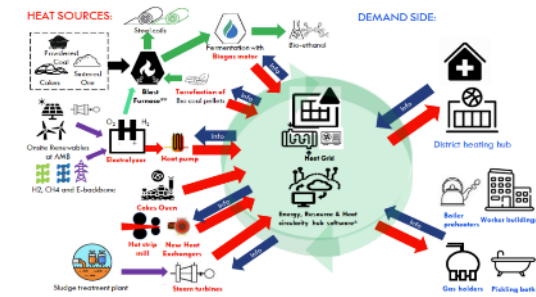 HEAT SOURCES:
DEMAND SIDE:
Steel coils
Fermentation with
Biogas motor
Bio-ethanol
Powdered
Coal
Cokes
Sintered
Ore
Blast
Furnace**
Torrefaction of
Bio coal pellets
Info
Info
Info
O2
H2
Onsite Renewables
at AMB
Electrolyzer
Heat pump
Info
H2, CH4 and E-backbone
Heat Grid
District heating hub
Cokes Oven
Info
Energy, Resource & Heat
circularity hub software*
Hot strip
mill
New Heat
Exchangers
Info
Info
Boiler
preheaters
Worker buildings
Sludge treatment plant
Steam turbines
Gas holders
Pickling bath